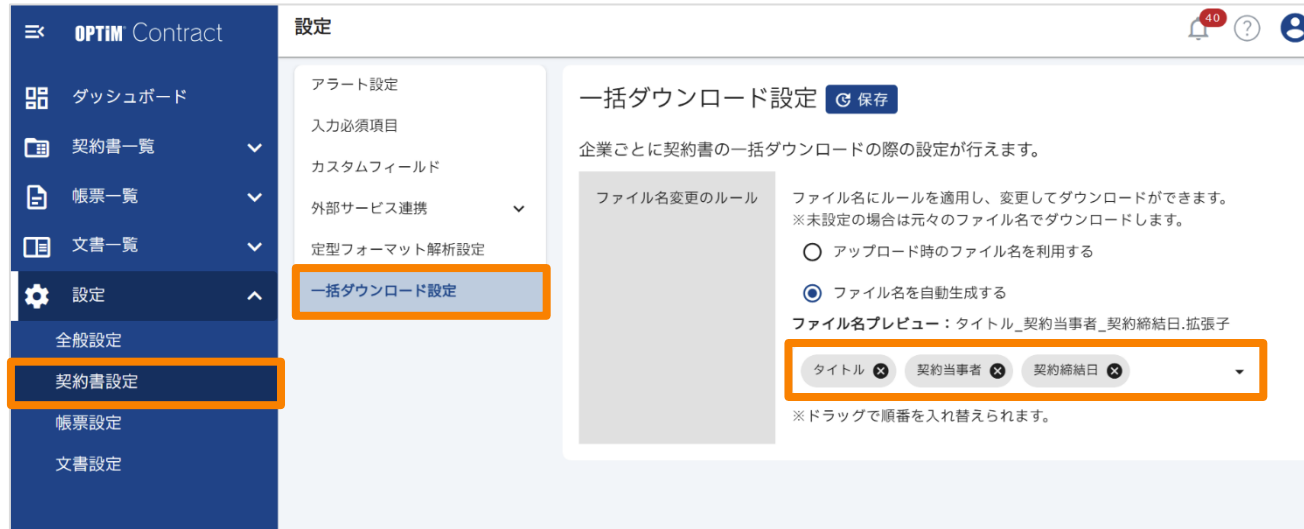 OPTiM Contract
設定
40
ダッシュボード
契約書一覧
帳票一覧
文書一覧
設定
全般設定
契約書設定
帳票設定
文書設定
アラート設定
入力必須項目
カスタムフィールド
外部サービス連携
定型フォーマット解析設定
一括ダウンロード設定
一括ダウンロード設定 保存
企業ごとに契約書の一括ダウンロードの際の設定が行えます。
ファイル名変更のルール
ファイル名にルールを適用し、変更してダウンロードができます。
※未設定の場合は元々のファイル名でダウンロードします。
アップロード時のファイル名を利用する
ファイル名を自動生成する
ファイル名プレビュー：タイトル_契約当事者_契約締結日.拡張子
タイトル 契約当事者 契約締結日
※ドラッグで順番を入れ替えられます。